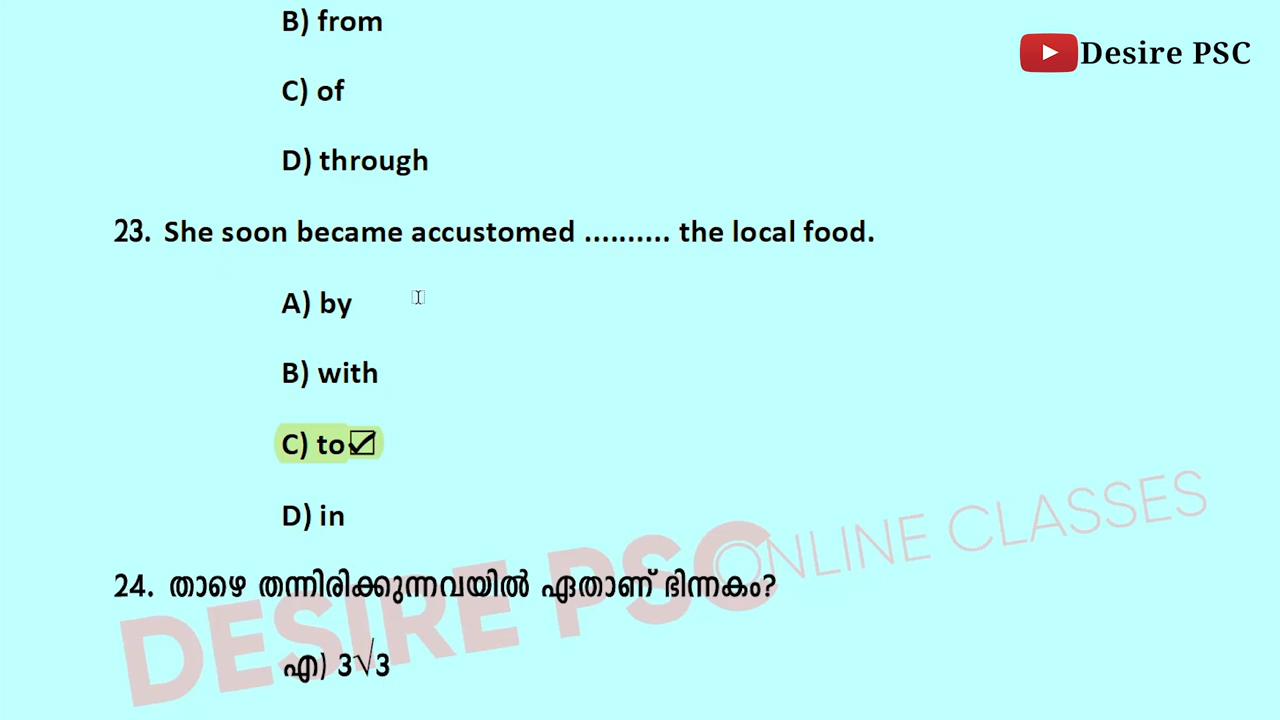 B) from
Desire PSC
C) of
D) through
23. She soon became accustomed .......... the local food.
A) by
B) with
C) to☑
D) in
24. താഴെ തന്നിരിക്കുന്നവയിൽ ഏതാണ് ഭിന്നകം?
എ) 3√3
DESIRE PSC ONLINE CLASSES